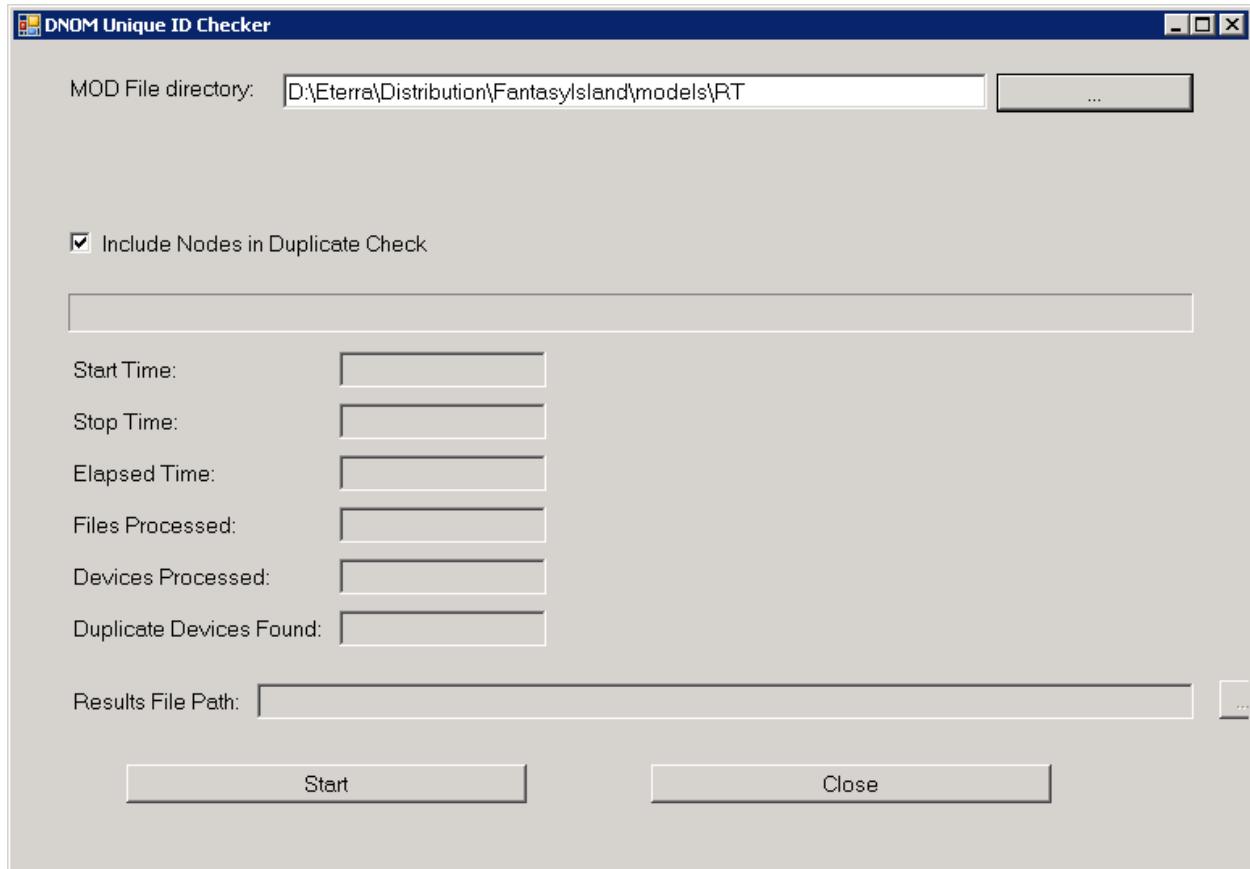 DNOM Unique ID Checker
MOD File directory: D:\Eterra\Distribution\FantasyIsland\models\RT ...
Include Nodes in Duplicate Check
Start Time:
Stop Time:
Elapsed Time:
Files Processed:
Devices Processed:
Duplicate Devices Found:
Results File Path: ...
Start Close